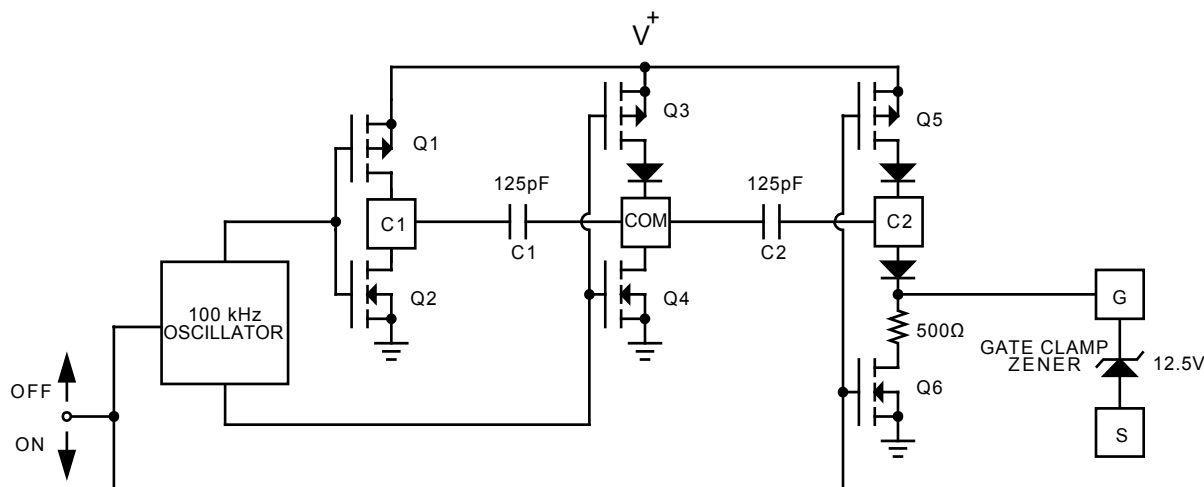 V+
Q1
Q3
Q5
125pF
125pF
C1
COM
C2
C1
C2
Q2
Q4
100 kHz
OSCILLATOR
500Ω
G
GATE CLAMP
ZENER
12.5V
OFF
ON
Q6
S